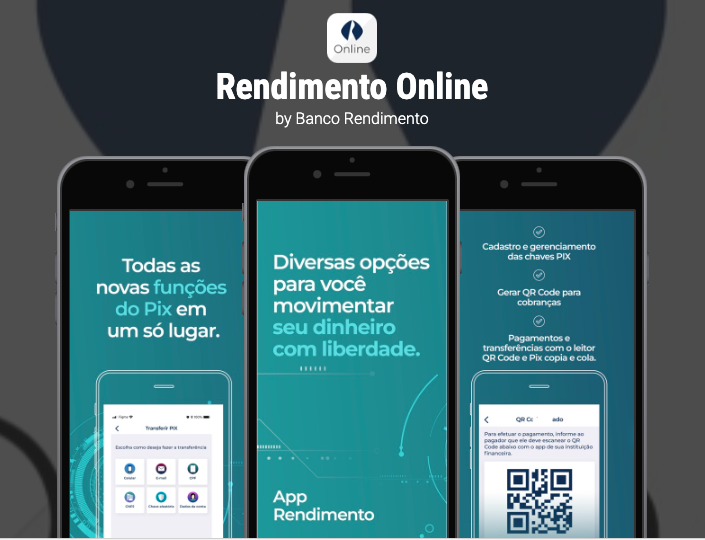 Online
Rendimento Online
by Banco Rendimento
Todas as
novas funções
do Pix em
um só lugar.
Transferir PIX
Escolha como deseja fazer a transferência
Celular
E-mail
CPF
CNPJ
Chave aleatória
Dados da conta
Diversas opções
para você
movimentar
seu dinheiro
com liberdade.
App
Rendimento
Cadastro e gerenciamento
das chaves PIX
Gerar QR Code para
cobranças
Pagamentos e
transferências com o leitor
QR Code e Pix copia e cola.
QR
ado
Para efetuar o pagamento, informe ao
pagador que ele deve escanear o QR
Code abaixo com o app de sua instituição
financeira.